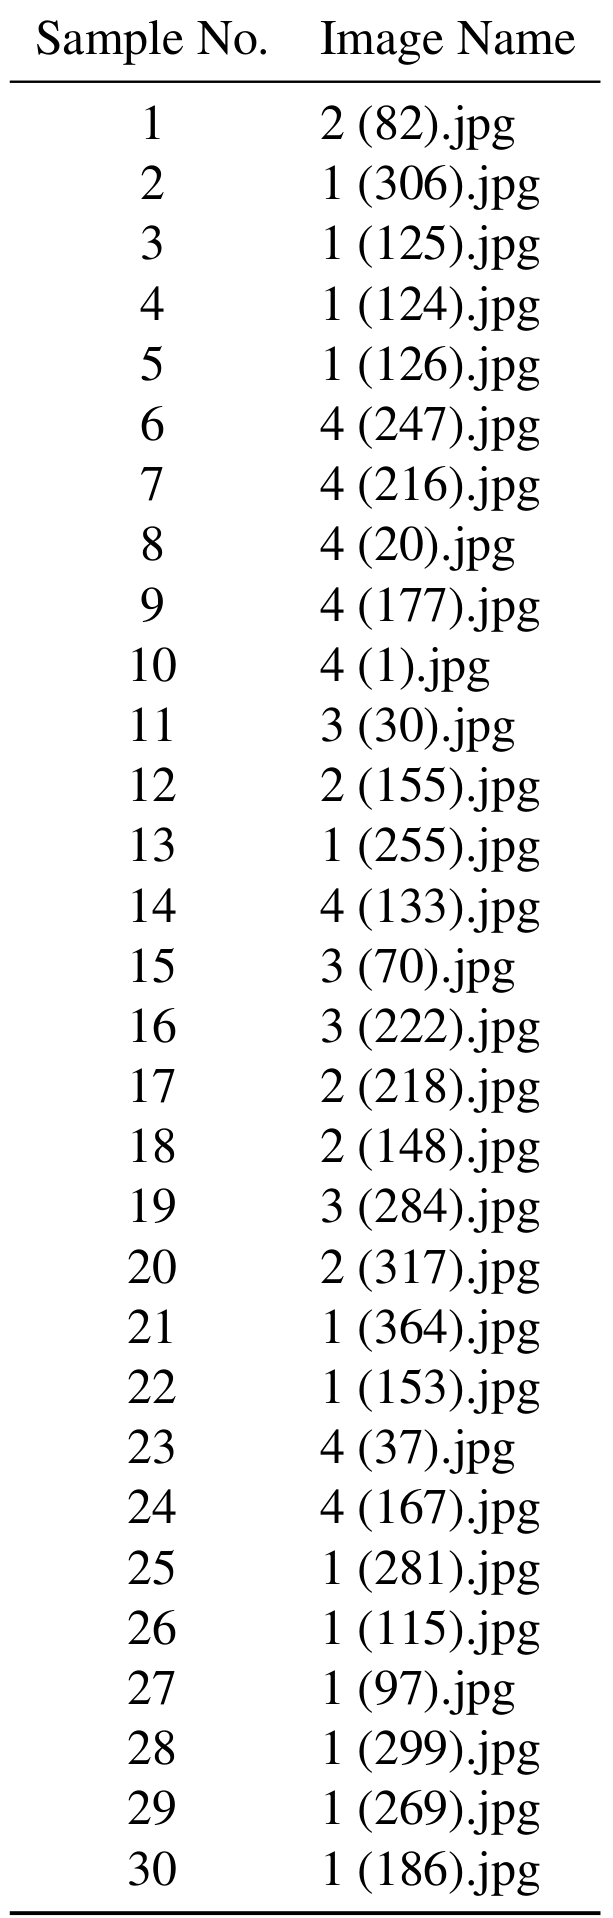 Sample No. Image Name
1 2 (82).jpg
2 1 (306).jpg
3 1 (125).jpg
4 1 (124).jpg
5 1 (126).jpg
6 4 (247).jpg
7 4 (216).jpg
8 4 (20).jpg
9 4 (177).jpg
10 4 (1).jpg
11 3 (30).jpg
12 2 (155).jpg
13 1 (255).jpg
14 4 (133).jpg
15 3 (70).jpg
16 3 (222).jpg
17 2 (218).jpg
18 2 (148).jpg
19 3 (284).jpg
20 2 (317).jpg
21 1 (364).jpg
22 1 (153).jpg
23 4 (37).jpg
24 4 (167).jpg
25 1 (281).jpg
26 1 (115).jpg
27 1 (97).jpg
28 1 (299).jpg
29 1 (269).jpg
30 1 (186).jpg